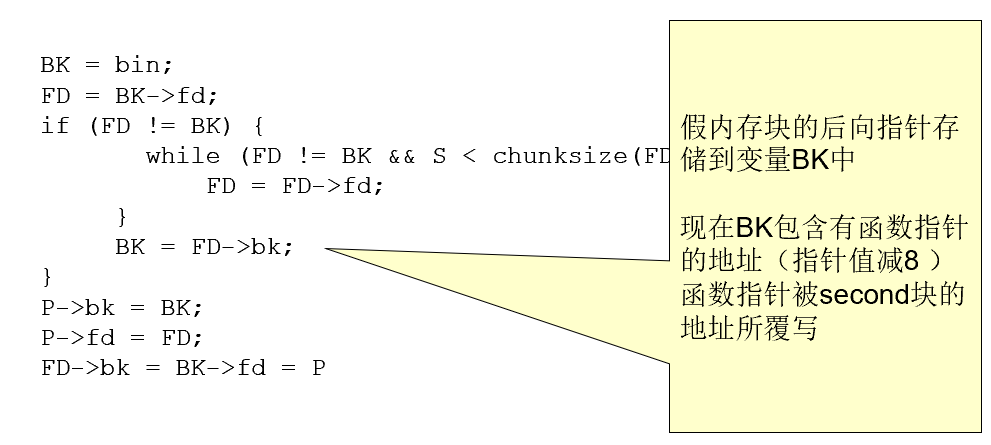 BK = bin;
FD = BK->fd;
if (FD != BK) {
while (FD != BK && S < chunksize(FD
FD = FD->fd;
}
BK = FD->bk;
}
P->bk = BK;
P->fd = FD;
FD->bk = BK->fd = P
假内存块的后向指针存
储到变量BK中
现在BK包含有函数指针
的地址（指针值减8 ）
函数指针被second块的
地址所覆写